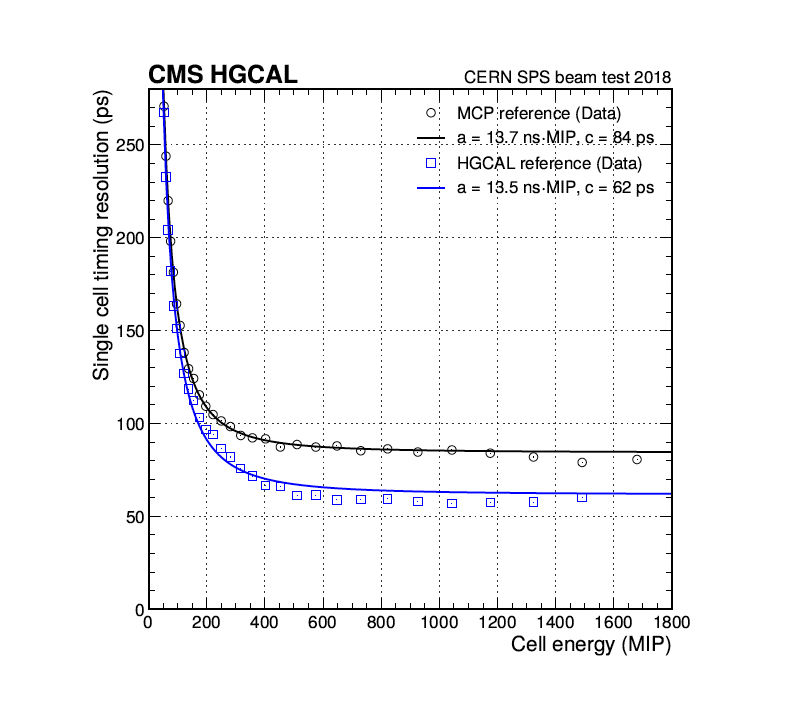 CMS HGCAL
CERN SPS beam test 2018
Single cell timing resolution (ps)
MCP reference (Data)
a = 13.7 ns·MIP, c = 84 ps
HGCAL reference (Data)
a = 13.5 ns·MIP, c = 62 ps
250
200
150
100
50
0
0 200 400 600 800 1000 1200 1400 1600 1800
Cell energy (MIP)